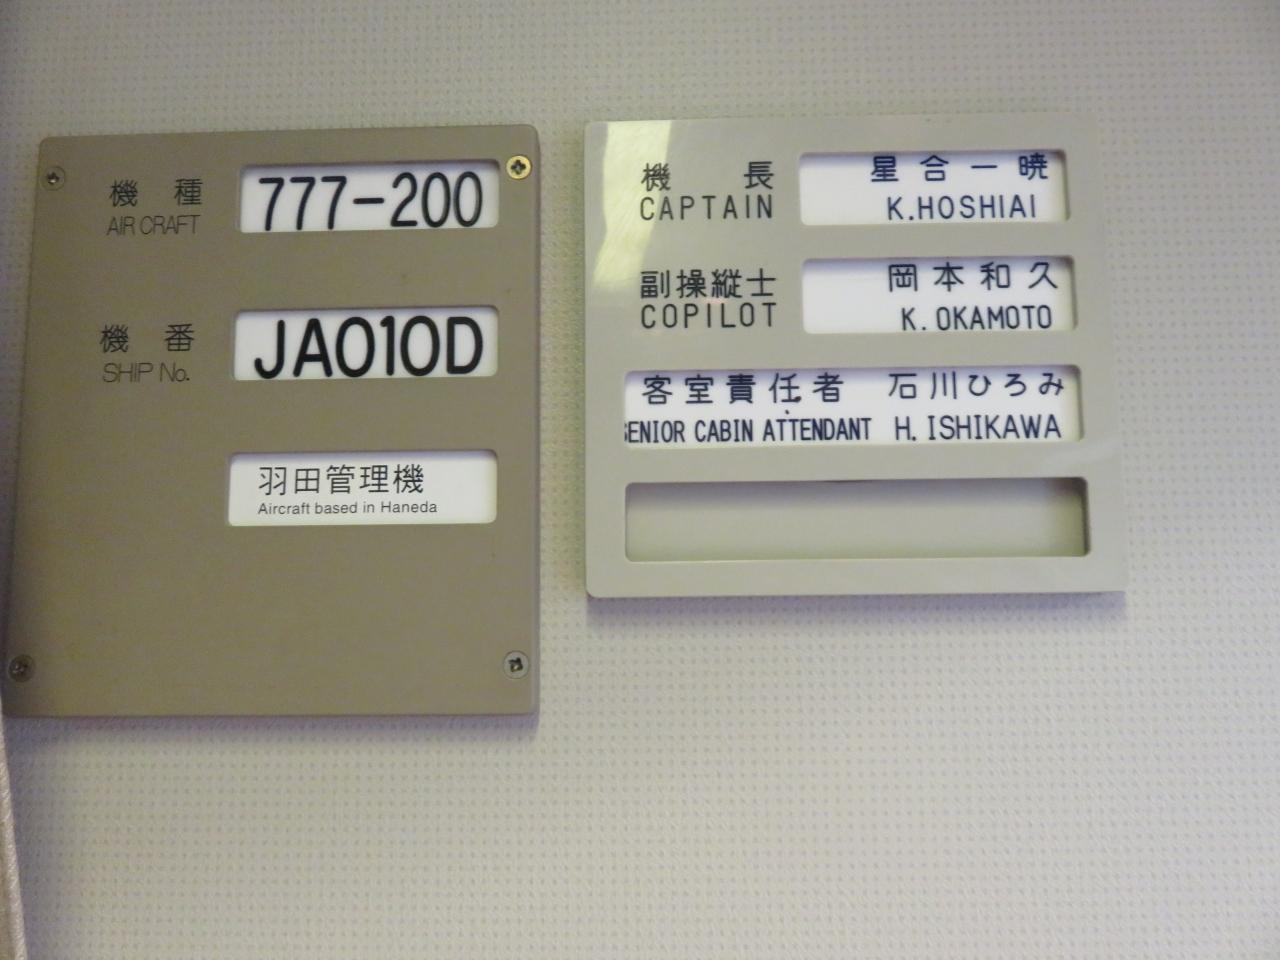 機種
AIR CRAFT
777-200
機番
SHIP No.
JA010D
羽田管理機
Aircraft based in Haneda
機長
CAPTAIN
星合一暁
K.HOSHIAI
副操縦士
COPILOT
岡本和久
K. OKAMOTO
客室責任者 石川ひろみ
SENIOR CABIN ATTENDANT H. ISHIKAWA